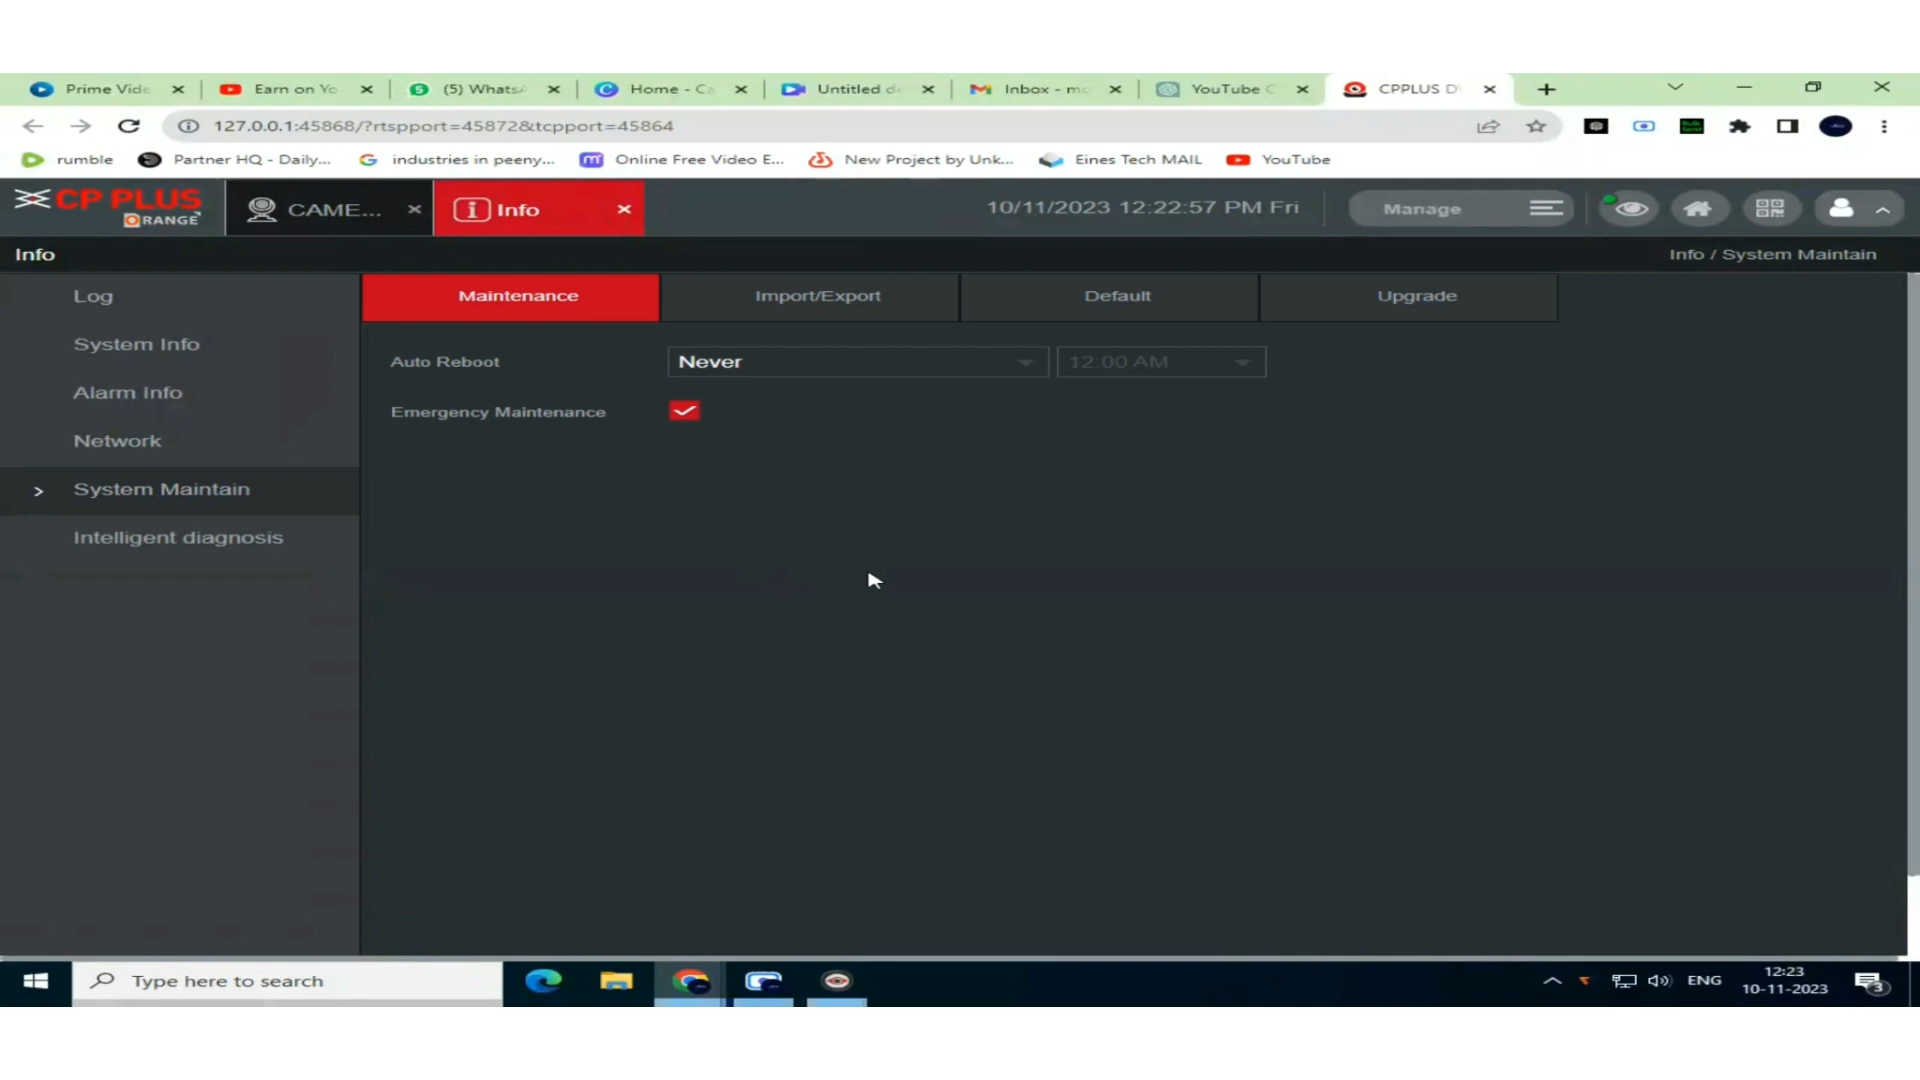 Prime Vide
Earn on Yo
(5) WhatsA
Home - Ca
Untitled d
Inbox - mo
YouTube C
CPPLUS DV
127.0.0.1:45868/?rtspport=45872&tcpport=45864
rumble
Partner HQ - Daily...
industries in peeny...
Online Free Video E...
New Project by Unk...
Eines Tech MAIL
YouTube
CP PLUS
ORANGE
CAME...
Info
10/11/2023 12:22:57 PM Fri
Manage
Info
Info / System Maintain
Log
System Info
Alarm Info
Network
System Maintain
Intelligent diagnosis
Maintenance
Import/Export
Default
Upgrade
Auto Reboot
Never
12:00 AM
Emergency Maintenance
Type here to search
ENG
12:23
10-11-2023
3